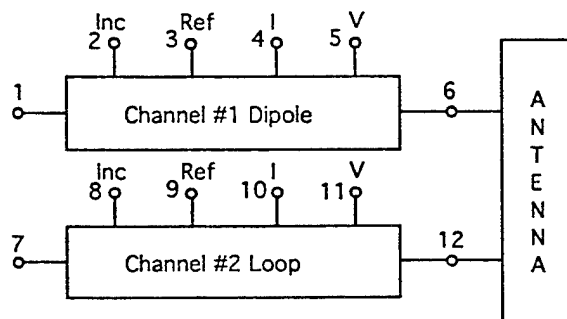 Inc Ref I V
2 3 4 5
1 6
Channel #1 Dipole
Inc Ref I V
8 9 10 11
7 12
Channel #2 Loop
ANTENNA